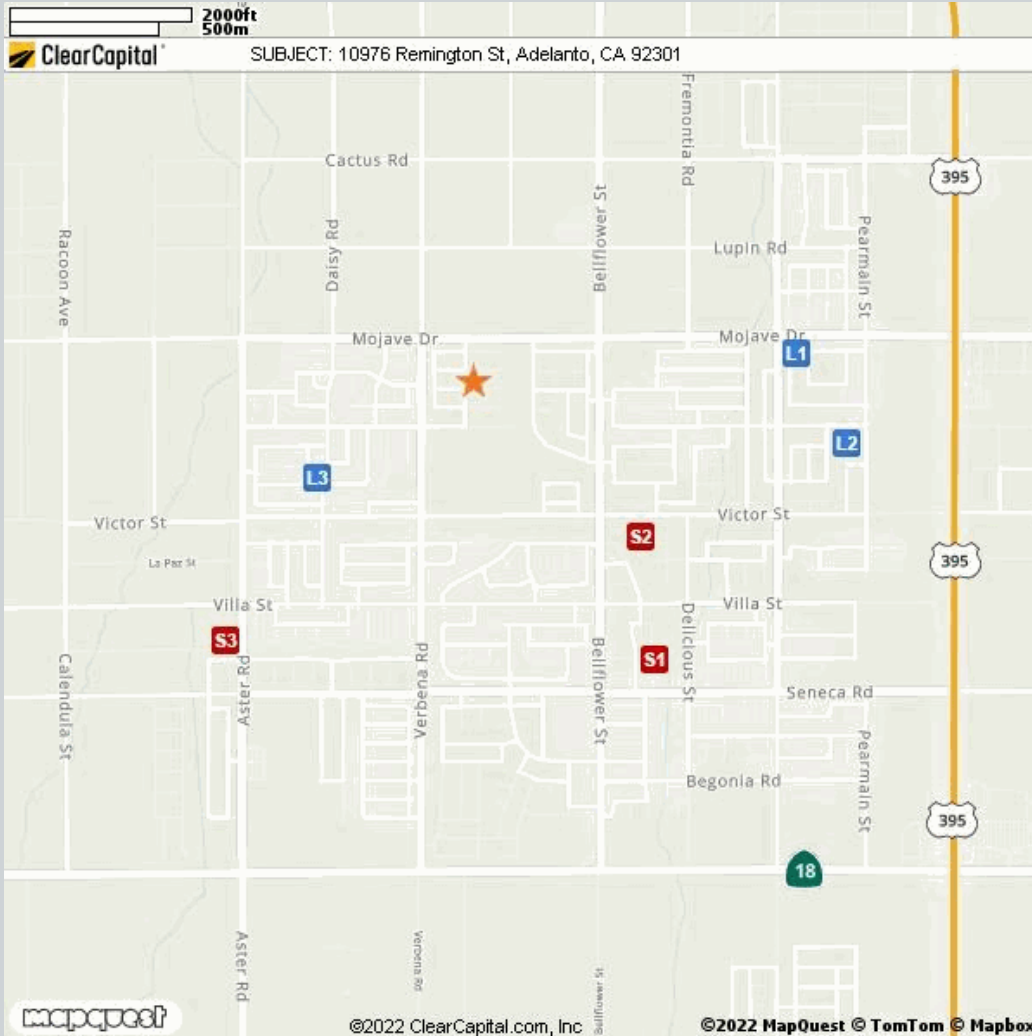 2000ft
500m
ClearCapital SUBJECT: 10976 Remington St, Adelanto, CA 92301
Fremontia Rd
Cactus Rd
395
Bellflower St
Daisy Rd
Pearmain St
Racoon Ave
Lupin Rd
Mojave Dr
Mojave Dr
L1
L2
L3
Victor St
Victor St
S2
La Paz St
395
Villa St
Villa St
Delicious St
S3
S1
Bellflower St
Verbena Rd
Calendula St
Aster Rd
Seneca Rd
Pearmain St
Begonia Rd
395
18
Aster Rd
Verbena Rd
Bellflower St
mapquest ©2022 ClearCapital.com, Inc ©2022 MapQuest © TomTom © Mapbox